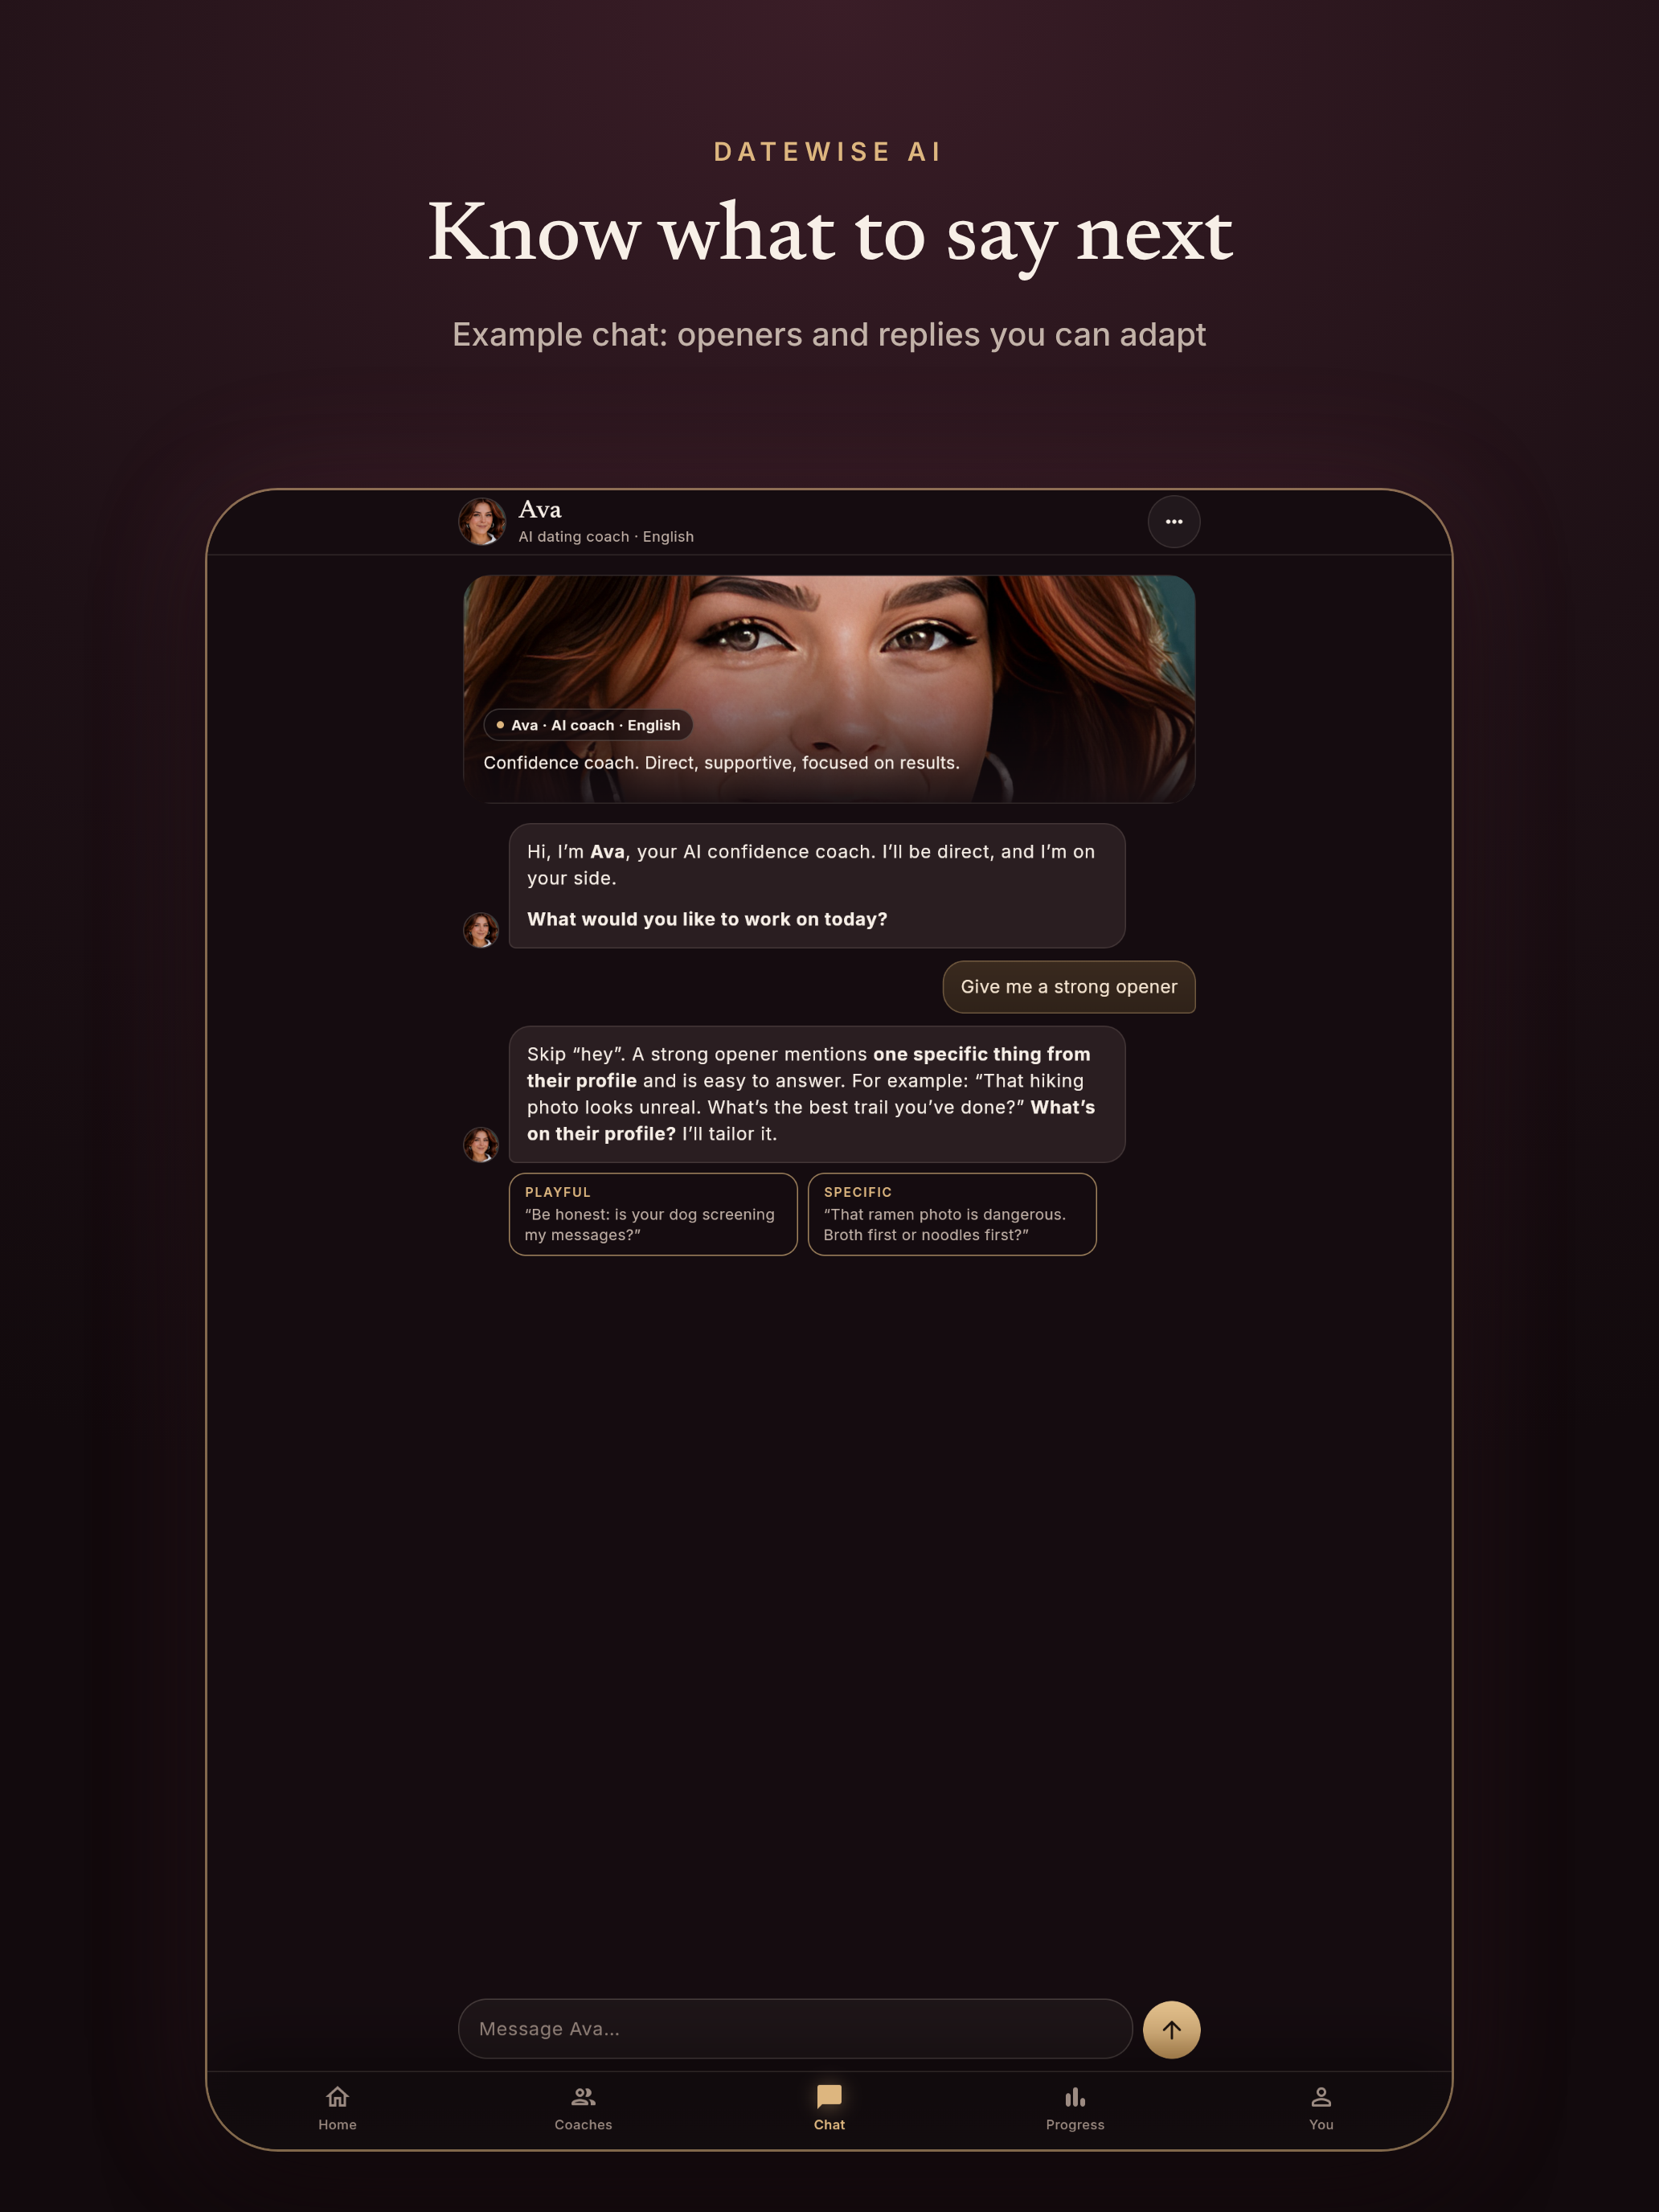 DATEWISE AI
Know what to say next
Example chat: openers and replies you can adapt
Ava
AI dating coach · English
Ava · AI coach · English
Confidence coach. Direct, supportive, focused on results.
Hi, I’m Ava, your AI confidence coach. I’ll be direct, and I’m on
your side.
What would you like to work on today?
Give me a strong opener
Skip “hey”. A strong opener mentions one specific thing from
their profile and is easy to answer. For example: “That hiking
photo looks unreal. What’s the best trail you’ve done?” What’s
on their profile? I’ll tailor it.
PLAYFUL
“Be honest: is your dog screening
my messages?”
SPECIFIC
“That ramen photo is dangerous.
Broth first or noodles first?”
Message Ava...
Home
Coaches
Chat
Progress
You